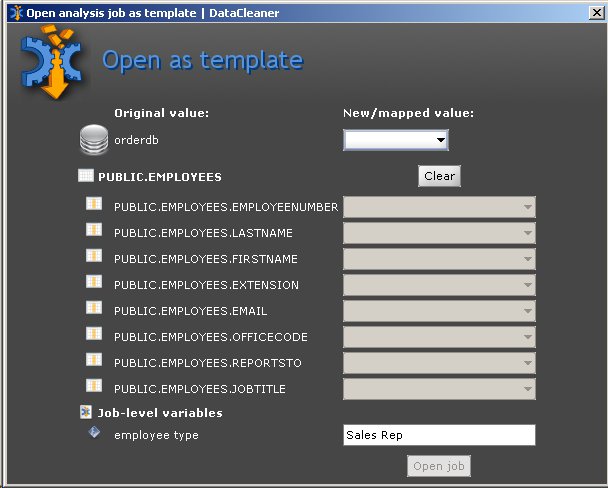 Open analysis job as template | DataCleaner
Open as template
Original value: New/mapped value:
orderdb
PUBLIC.EMPLOYEES Clear
PUBLIC.EMPLOYEES.EMPLOYEENUMBER
PUBLIC.EMPLOYEES.LASTNAME
PUBLIC.EMPLOYEES.FIRSTNAME
PUBLIC.EMPLOYEES.EXTENSION
PUBLIC.EMPLOYEES.EMAIL
PUBLIC.EMPLOYEES.OFFICECODE
PUBLIC.EMPLOYEES.REPORTSTO
PUBLIC.EMPLOYEES.JOBTITLE
Job-level variables
employee type Sales Rep
Open job